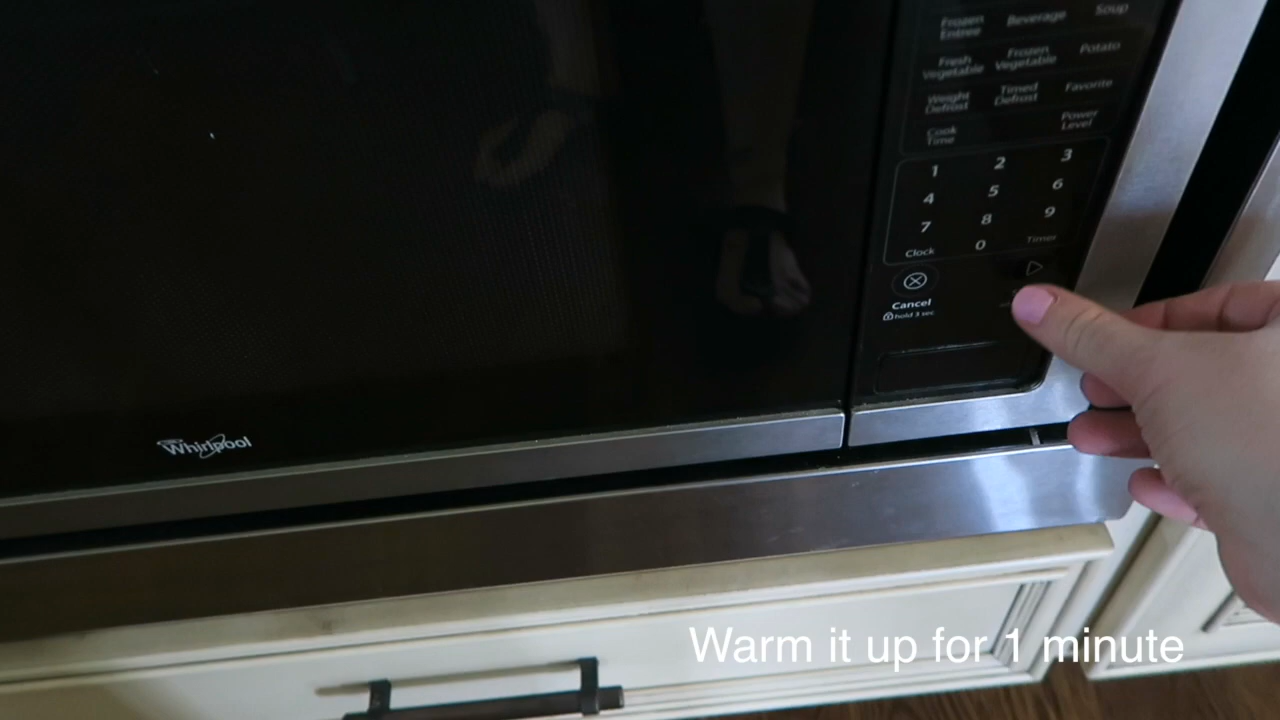 Frozen Entree
Beverage
Soup
Fresh Vegetable
Frozen Vegetable
Potato
Weight Defrost
Timed Defrost
Favorite
Cook Time
Power Level
1 2 3
4 5 6
7 8 9
Clock 0 Timer
Cancel
hold 3 sec
Whirlpool
Warm it up for 1 minute